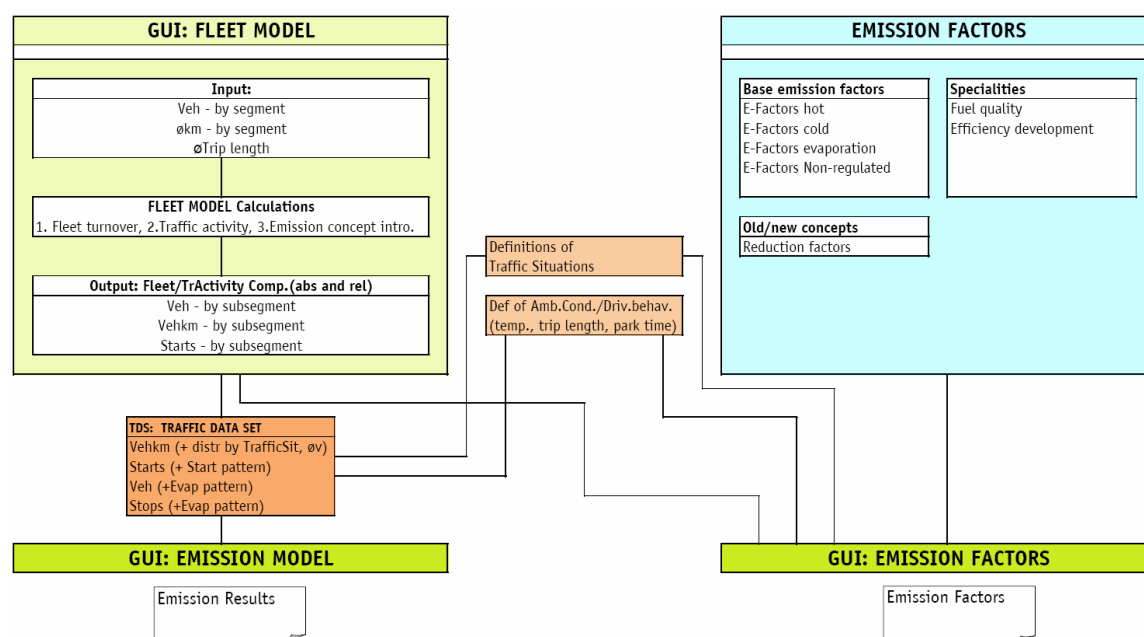 GUI: FLEET MODEL
Input:
Veh - by segment
økm - by segment
øTrip length
FLEET MODEL Calculations
1. Fleet turnover, 2.Traffic activity, 3.Emission concept intro.
Output: Fleet/TrActivity Comp.(abs and rel)
Veh - by subsegment
Vehkm - by subsegment
Starts - by subsegment
TDS: TRAFFIC DATA SET
Vehkm (+ distr by TrafficSit, øv)
Starts (+ Start pattern)
Veh (+Evap pattern)
Stops (+Evap pattern)
GUI: EMISSION MODEL
Emission Results
Definitions of
Traffic Situations
Def of Amb.Cond./Driv.behav.
(temp., trip length, park time)
EMISSION FACTORS
Base emission factors
E-Factors hot
E-Factors cold
E-Factors evaporation
E-Factors Non-regulated
Specialities
Fuel quality
Efficiency development
Old/new concepts
Reduction factors
GUI: EMISSION FACTORS
Emission Factors